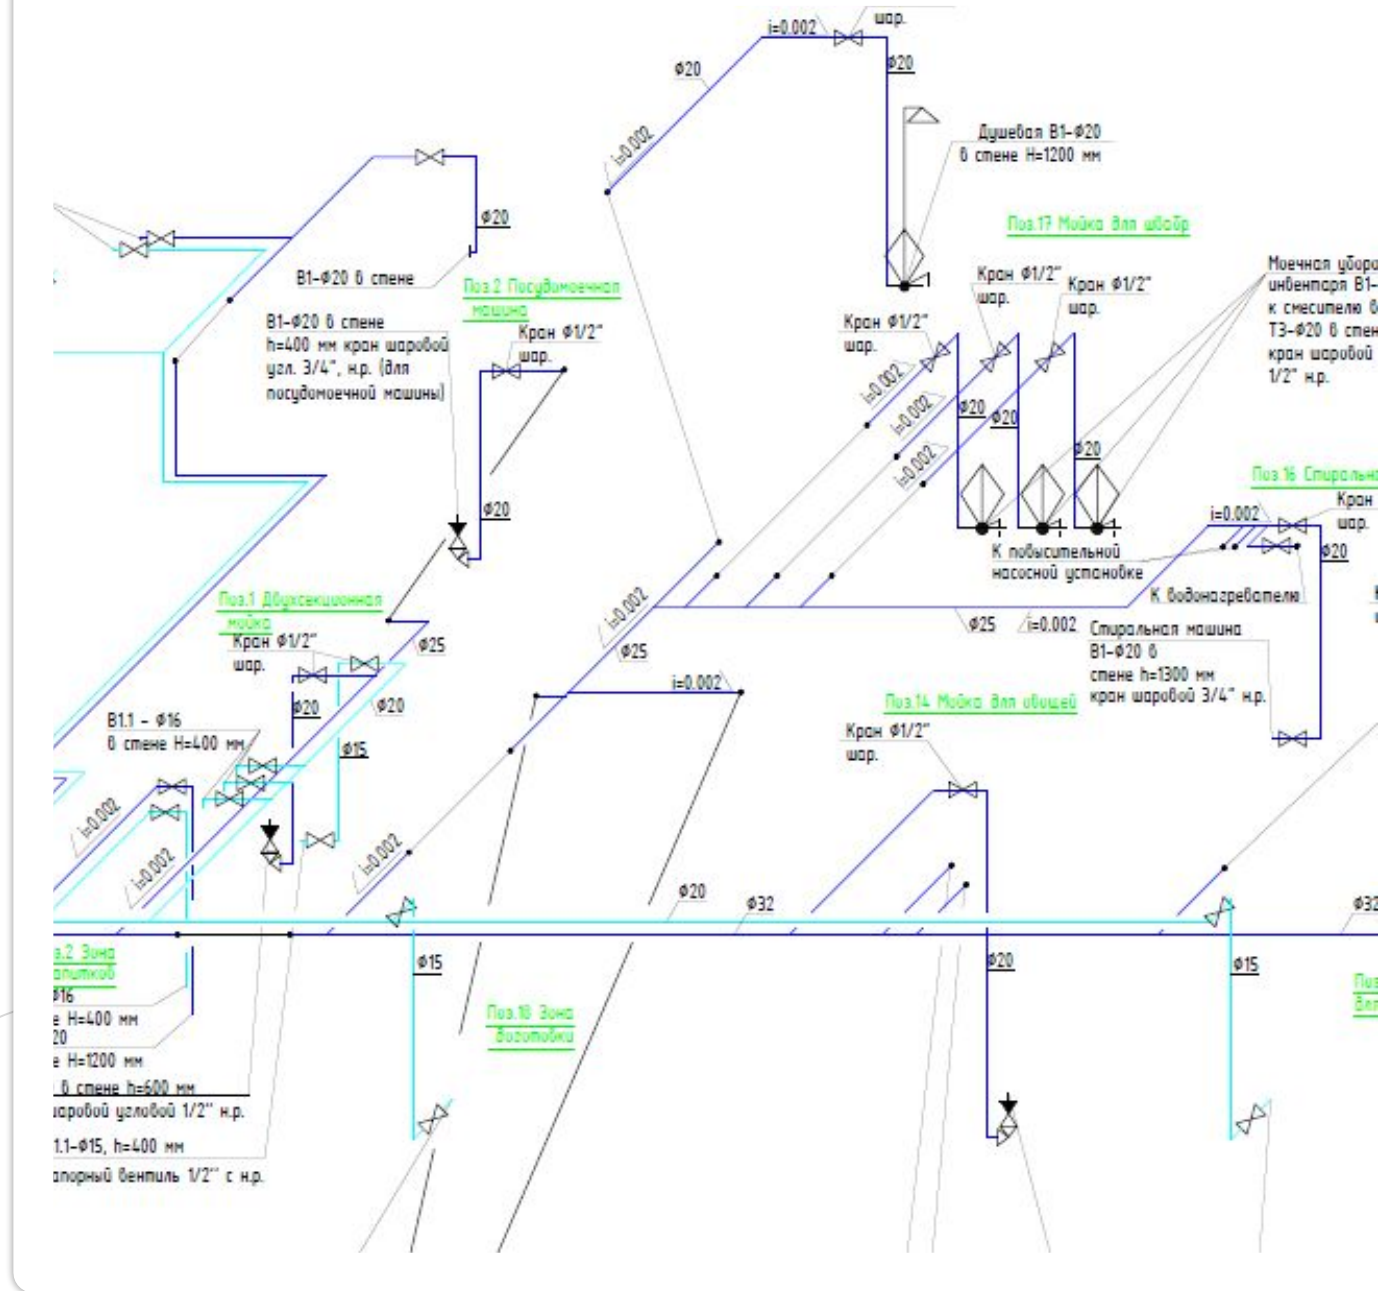 шар.
i=0.002
ф20
ф20
Душевая В1-ф20
в стене Н=1200 мм
i=0.002
Поз.17 Мойка для швабр
ф20
В1-ф20 в стене
Поз.2 Посудомоечная
машина
Кран ф1/2"
шар.
В1-ф20 в стене
h=400 мм кран шаровой
угл. 3/4", н.р. (для
посудомоечной машины)
Кран ф1/2"
шар.
Кран ф1/2"
шар.
Кран ф1/2"
шар.
Моечная уборо
инвентаря В1-
к смесителю в
Т3-ф20 в стен
кран шаровой
1/2" н.р.
i=0.002
i=0.002
i=0.002
ф20
ф20
ф20
ф20
Поз.16 Стирально
Кран
шар.
i=0.002
ф20
К повысительной
насосной установке
К водонагревателю
Поз.1 Двухсекционная
мойка
Кран ф1/2"
шар.
ф25
i=0.002
ф25
ф25
i=0.002
Стиральная машина
В1-ф20 в
стене h=1300 мм
кран шаровой 3/4" н.р.
i=0.002
Поз.14 Мойка для овощей
Кран ф1/2"
шар.
ф20
ф20
В1.1 - ф16
в стене Н=400 мм
ф15
i=0.002
i=0.002
i=0.002
ф20
ф32
ф32
Зона
апитков
ф16
е Н=400 мм
20
е Н=1200 мм
в стене h=600 мм
шаровой угловой 1/2" н.р.
1.1-ф15, h=400 мм
апорный вентиль 1/2" с н.р.
ф15
Поз.18 Зона
доготовки
ф20
ф15
Поз